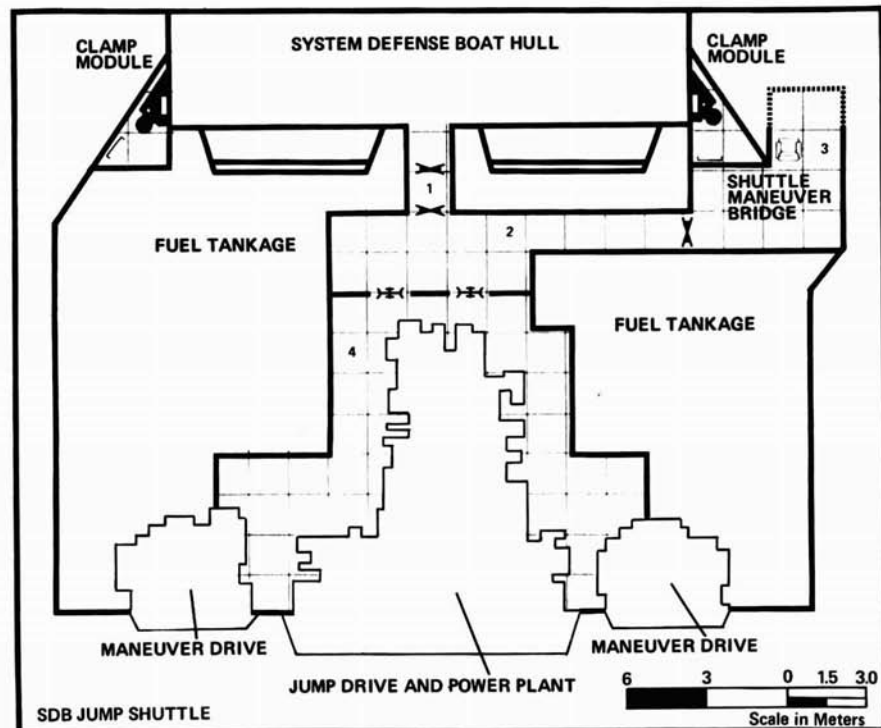 CLAMP
MODULE
SYSTEM DEFENSE BOAT HULL
CLAMP
MODULE
1
3
SHUTTLE
MANEUVER
BRIDGE
2
FUEL TANKAGE
FUEL TANKAGE
4
MANEUVER DRIVE
MANEUVER DRIVE
JUMP DRIVE AND POWER PLANT
6 3 0 1.5 3.0
SDB JUMP SHUTTLE
Scale in Meters